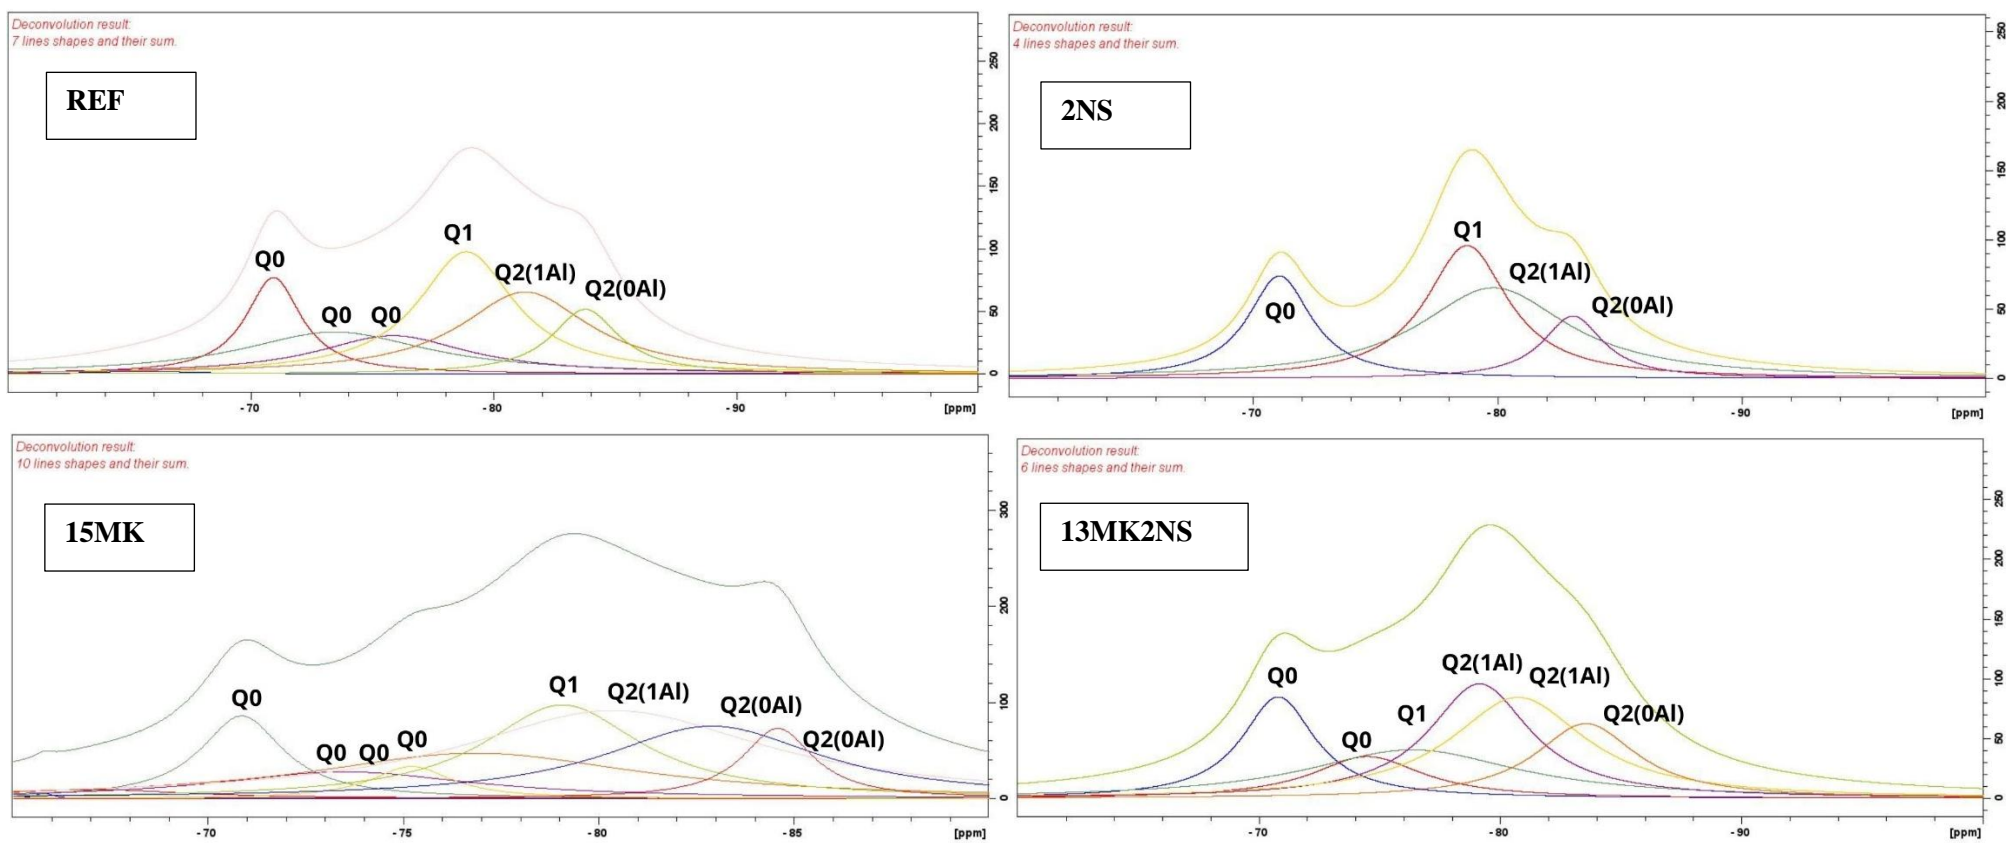 Deconvolution result:
7 lines shapes and their sum.
REF
Q0
Q0
Q0
Q1
Q2(1Al)
Q2(0Al)
250
200
150
100
50
0
-70
-80
-90
[ppm]
Deconvolution result:
4 lines shapes and their sum.
2NS
Q0
Q1
Q2(1Al)
Q2(0Al)
250
200
150
100
50
0
-70
-80
-90
[ppm]
Deconvolution result:
10 lines shapes and their sum.
15MK
Q0
Q0
Q0
Q0
Q1
Q2(1Al)
Q2(0Al)
Q2(0Al)
300
200
100
0
-70
-75
-80
-85
[ppm]
Deconvolution result:
6 lines shapes and their sum.
13MK2NS
Q0
Q0
Q1
Q2(1Al)
Q2(1Al)
Q2(0Al)
250
200
150
100
50
0
-70
-80
-90
[ppm]